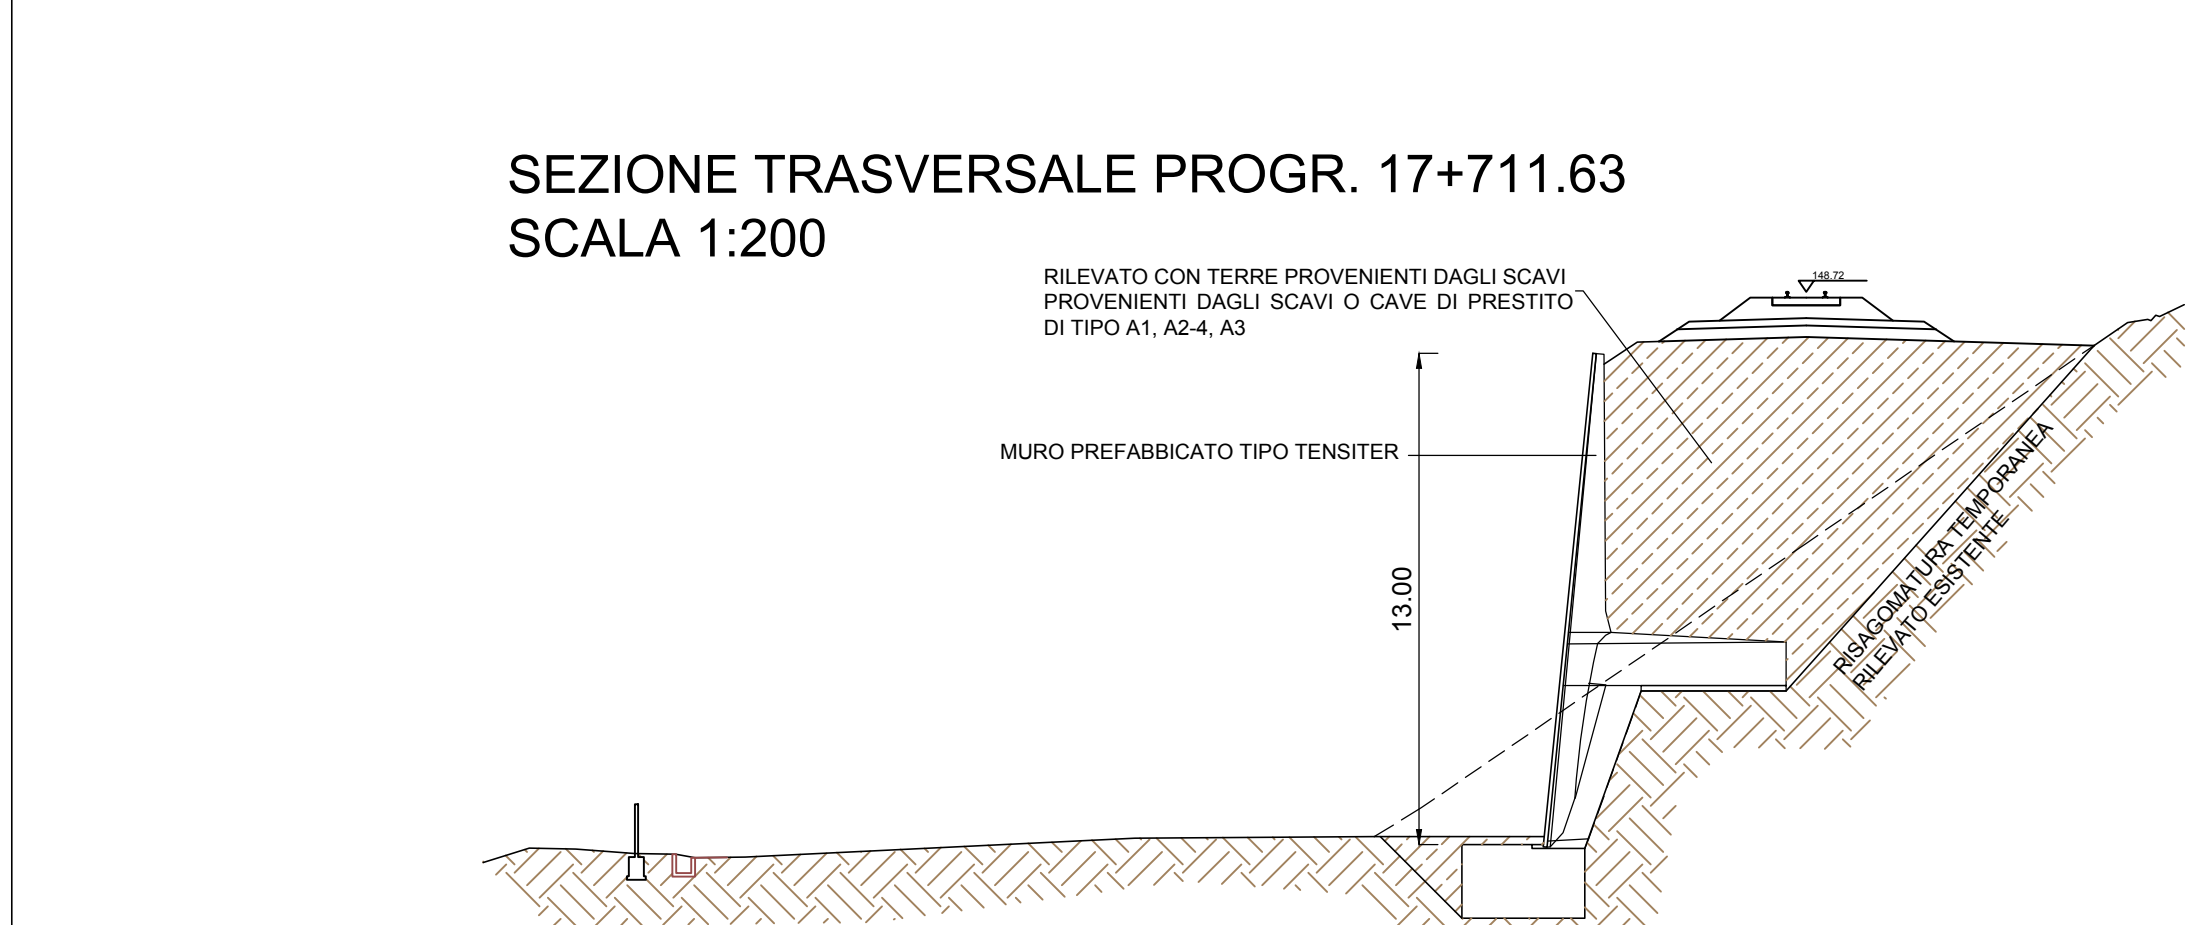 SEZIONE TRASVERSALE PROGR. 17+711.63
SCALA 1:200
RILEVATO CON TERRE PROVENIENTI DAGLI SCAVI
PROVENIENTI DAGLI SCAVI O CAVE DI PRESTITO
DI TIPO A1, A2-4, A3
148.72
MURO PREFABBICATO TIPO TENSITER
13.00
RISAGOMATURA TEMPORANEA
RILEVATO ESISTENTE